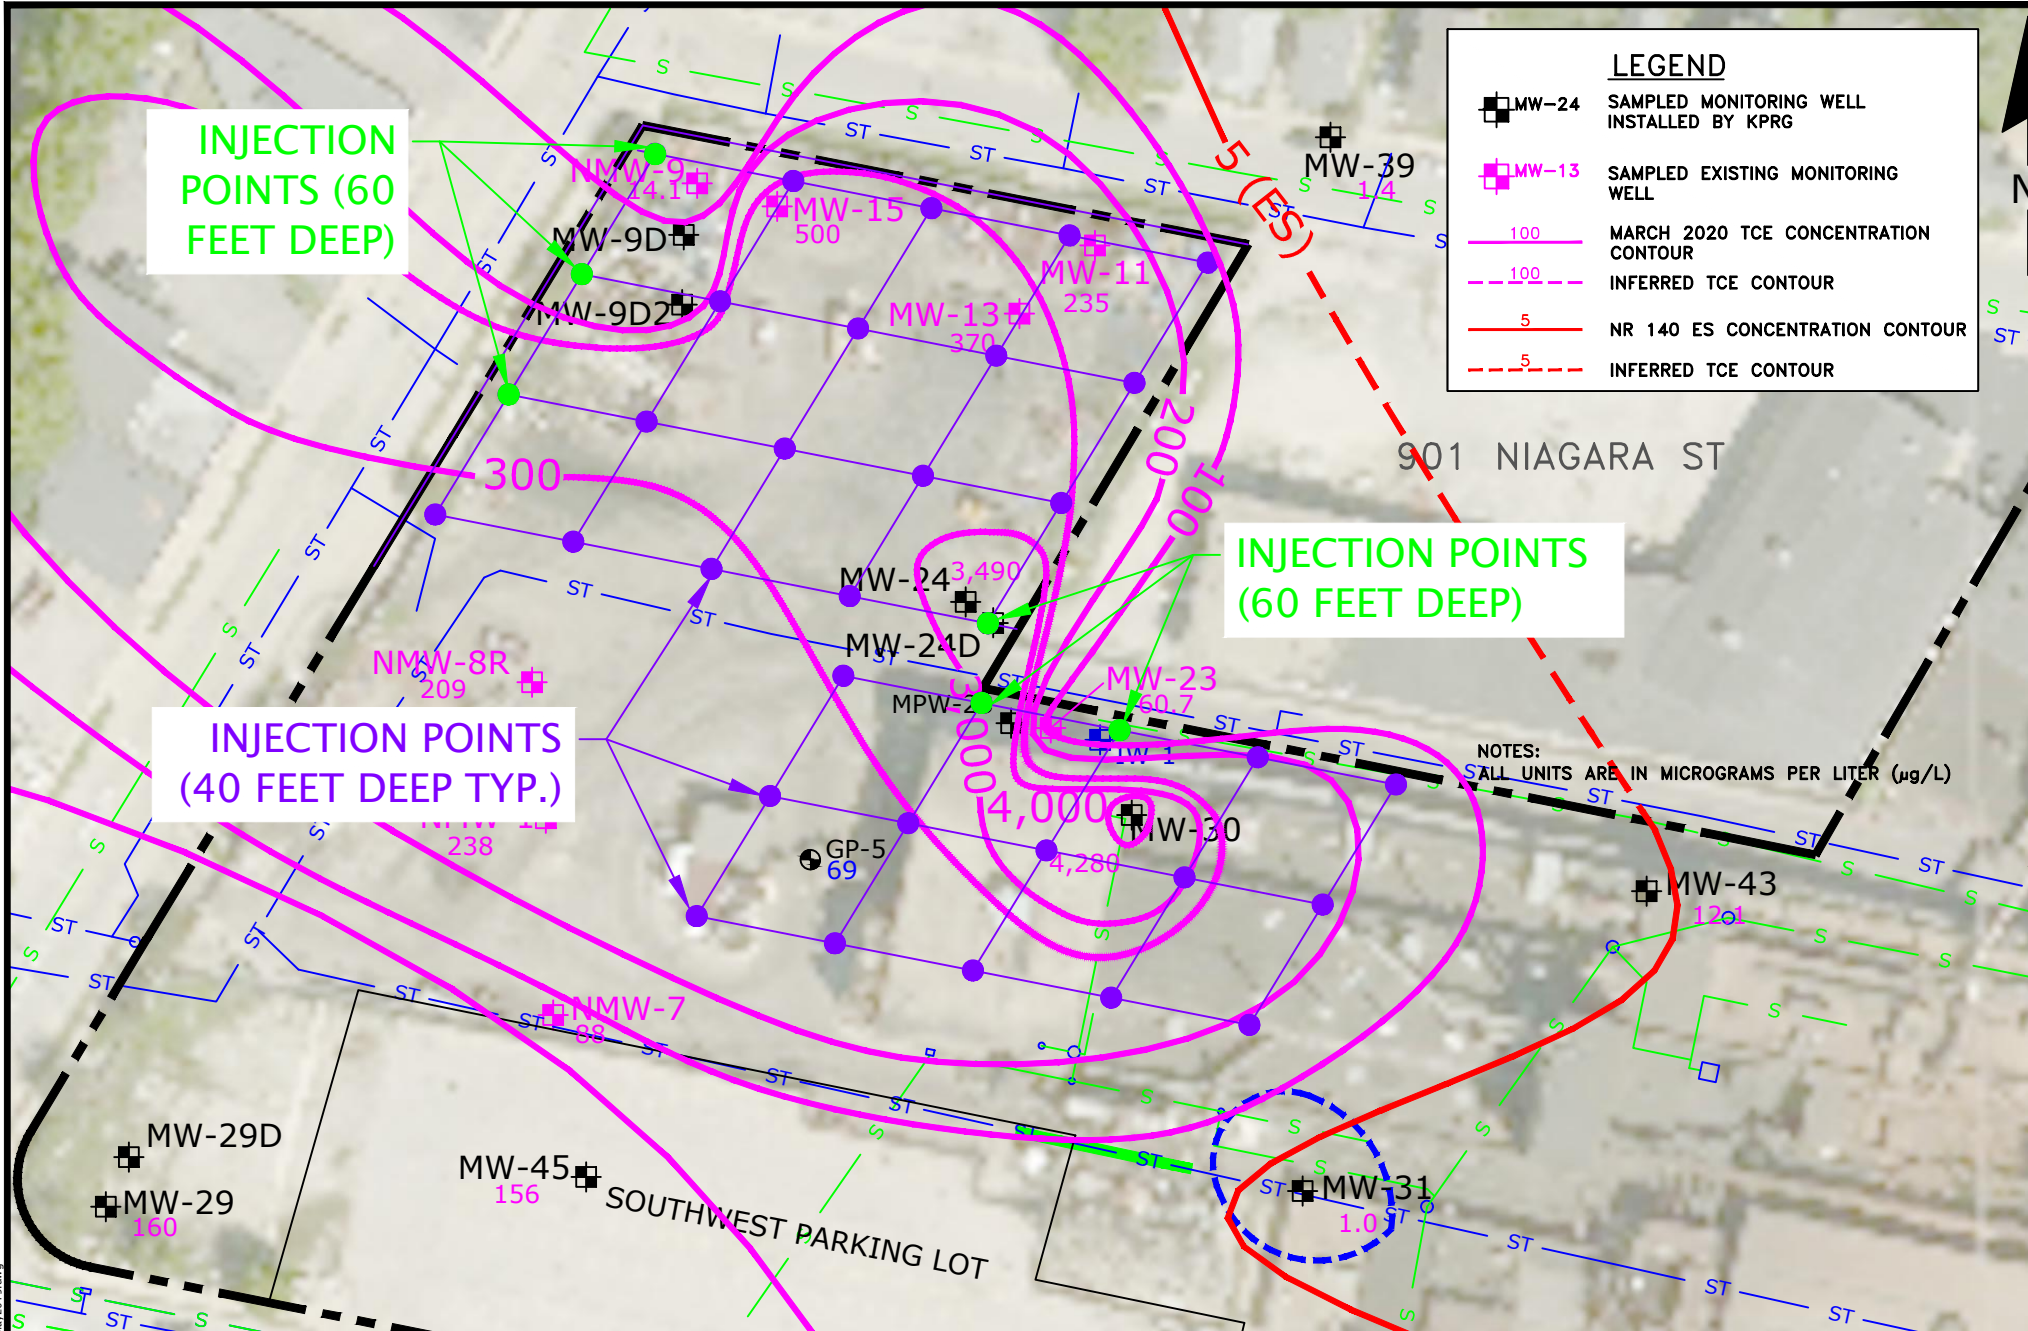 LEGEND
MW-24 SAMPLED MONITORING WELL
INSTALLED BY KPRG
MW-13 SAMPLED EXISTING MONITORING
WELL
100 MARCH 2020 TCE CONCENTRATION
CONTOUR
100 INFERRED TCE CONTOUR
5 NR 140 ES CONCENTRATION CONTOUR
5 INFERRED TCE CONTOUR
INJECTION
POINTS (60
FEET DEEP)
NMW-9
14.1
MW-15
500
MW-9D
MW-9D2
MW-11
235
MW-13
370
MW-39
1.4
5 (ES)
200
100
300
901 NIAGARA ST
INJECTION POINTS
(60 FEET DEEP)
MW-24
3,490
MW-24D
NMW-8R
209
MW-23
60.7
3,000
4,000
MW-30
4,280
INJECTION POINTS
(40 FEET DEEP TYP.)
238
GP-5
69
NOTES:
ALL UNITS ARE IN MICROGRAMS PER LITER (µg/L)
MW-43
12.1
NMW-7
88
MW-29D
MW-29
160
MW-45
156
SOUTHWEST PARKING LOT
MW-31
1.0
ST
ST
ST
ST
S
S
S
S